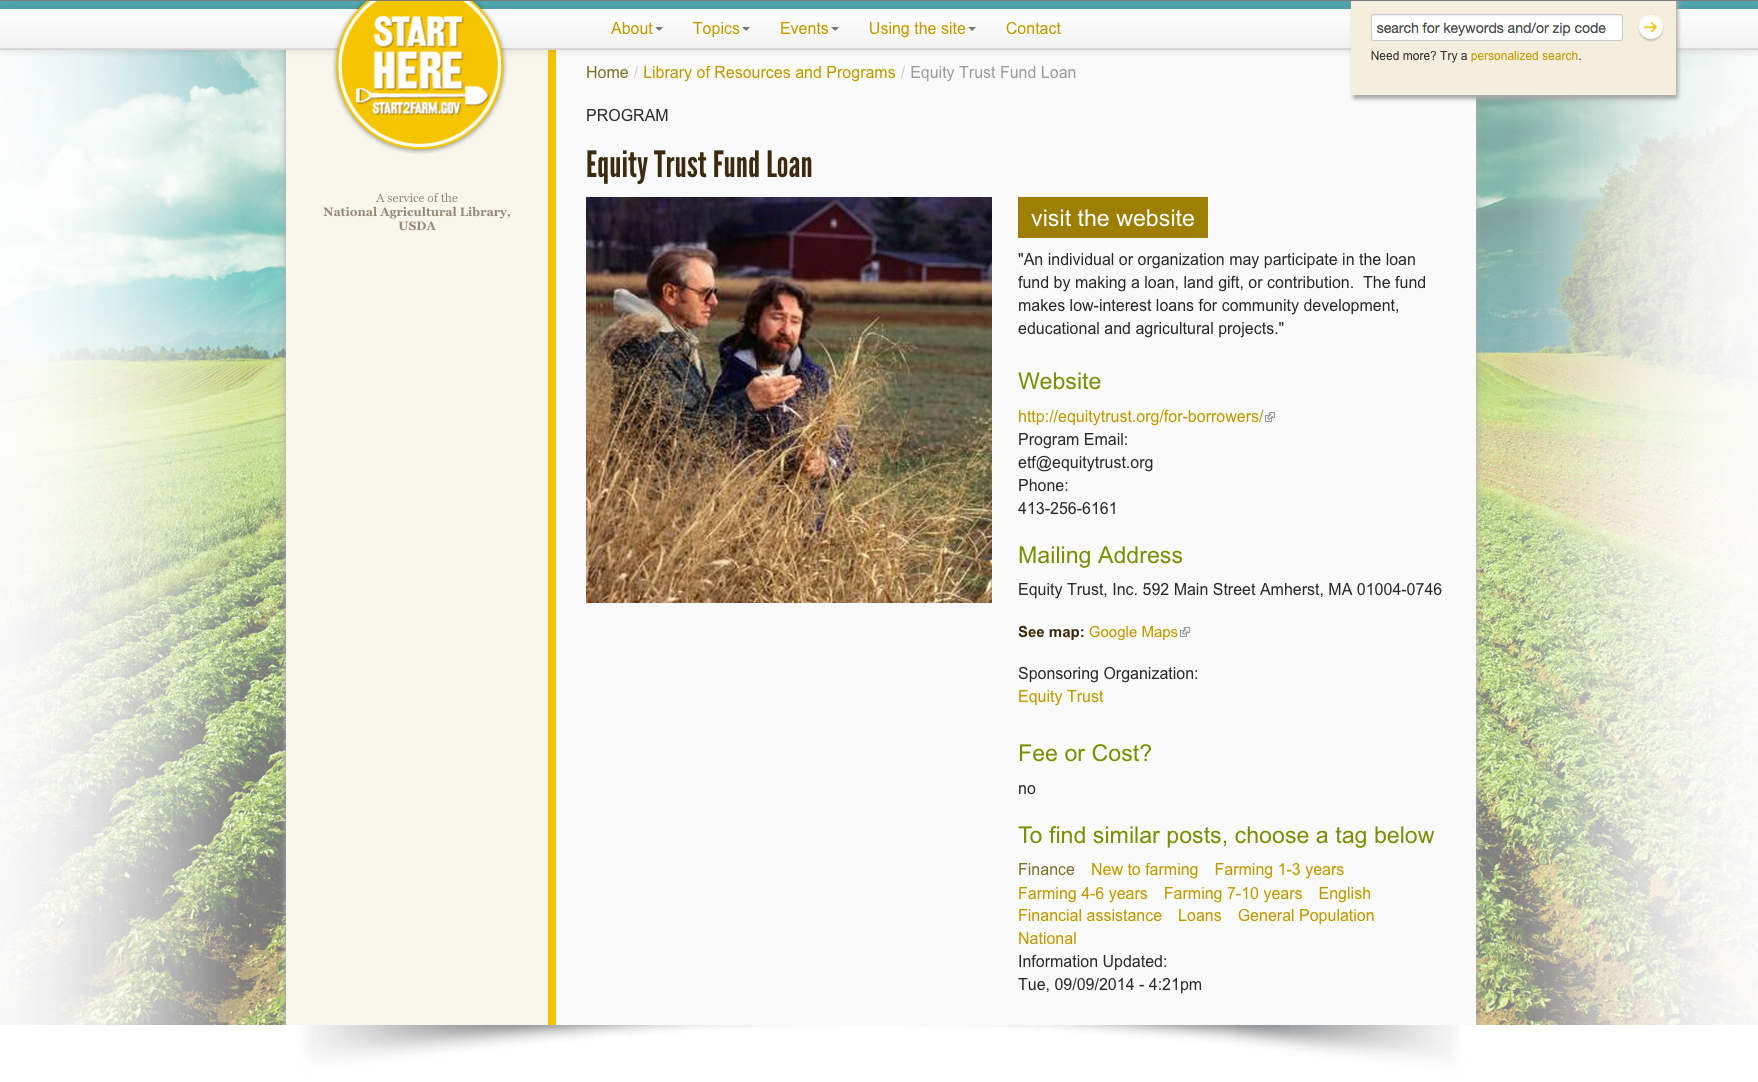 START
HERE
START2FARM.GOV
About
Topics
Events
Using the site
Contact
search for keywords and/or zip code
Need more? Try a personalized search.
A service of the
National Agricultural Library,
USDA
Home / Library of Resources and Programs / Equity Trust Fund Loan
PROGRAM
Equity Trust Fund Loan
visit the website
"An individual or organization may participate in the loan
fund by making a loan, land gift, or contribution.  The fund
makes low-interest loans for community development,
educational and agricultural projects."
Website
http://equitytrust.org/for-borrowers/
Program Email:
etf@equitytrust.org
Phone:
413-256-6161
Mailing Address
Equity Trust, Inc. 592 Main Street Amherst, MA 01004-0746
See map: Google Maps
Sponsoring Organization:
Equity Trust
Fee or Cost?
no
To find similar posts, choose a tag below
Finance New to farming Farming 1-3 years
Farming 4-6 years Farming 7-10 years English
Financial assistance Loans General Population
National
Information Updated:
Tue, 09/09/2014 - 4:21pm